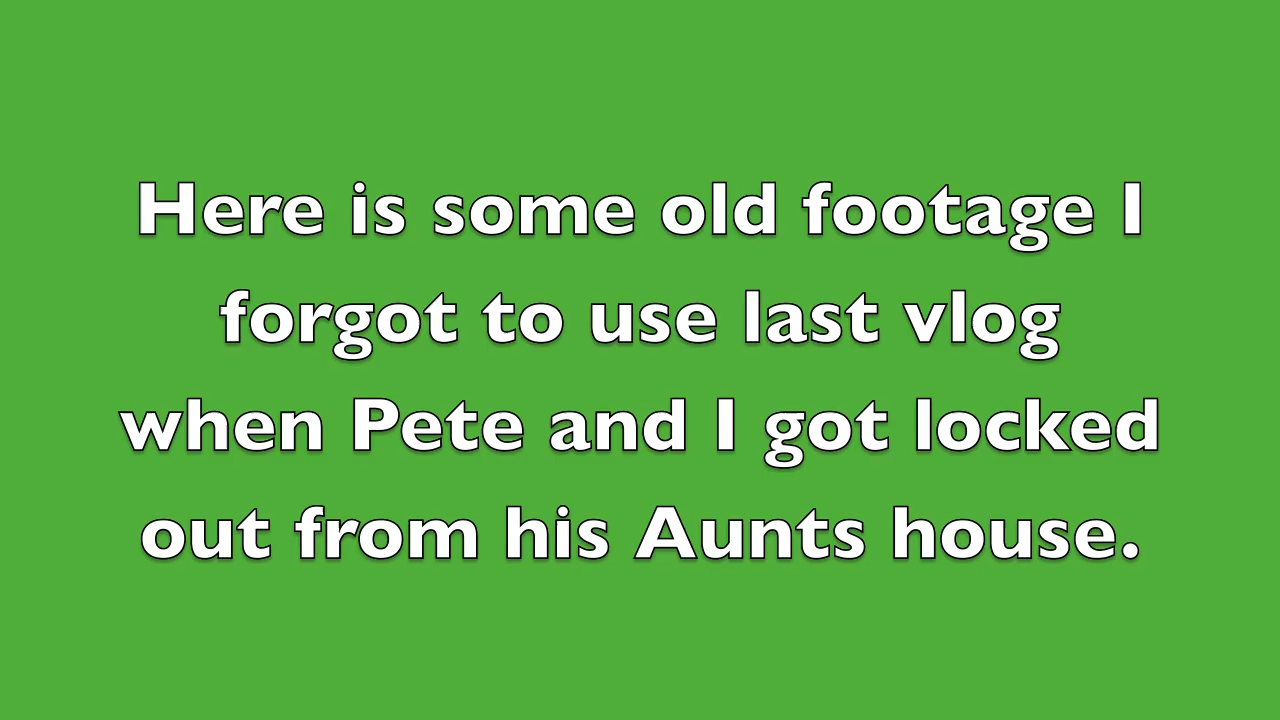 Here is some old footage I
forgot to use last vlog
when Pete and I got locked
out from his Aunts house.